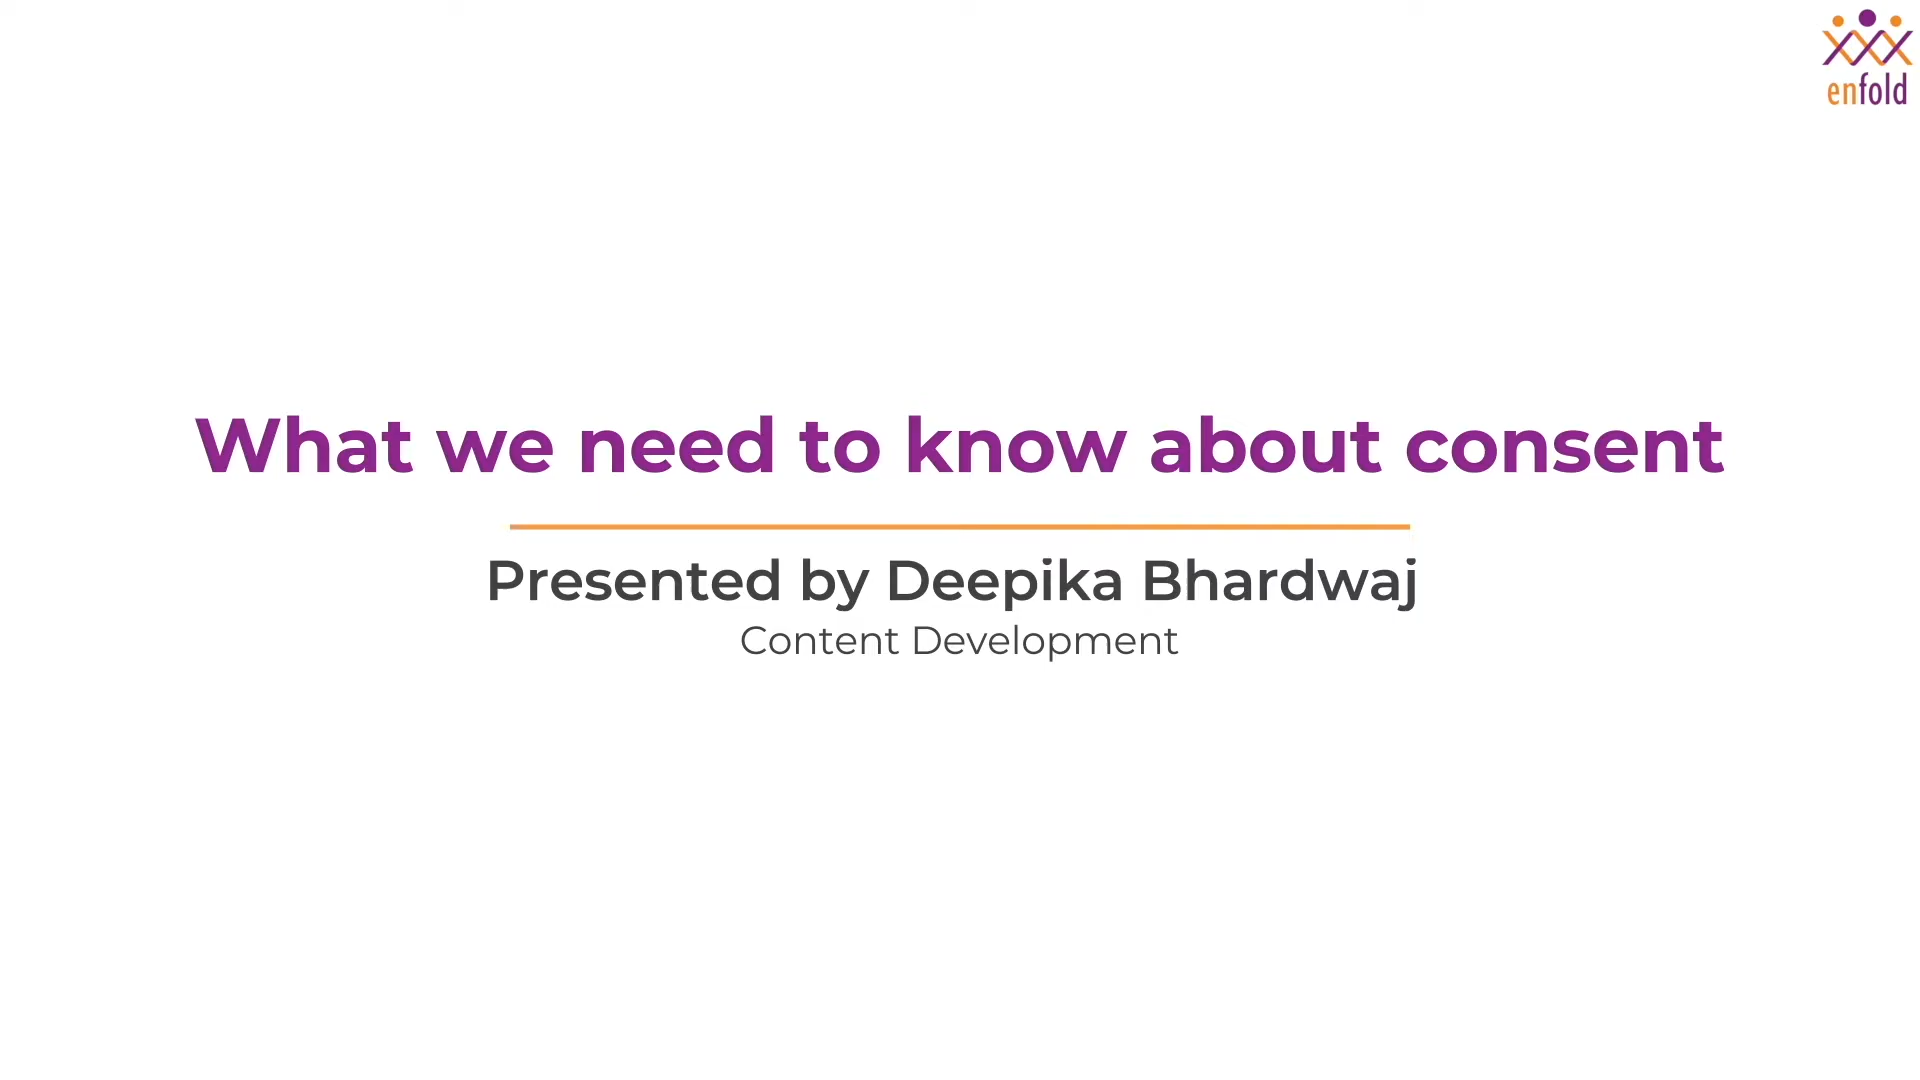 enfold
What we need to know about consent
Presented by Deepika Bhardwaj
Content Development